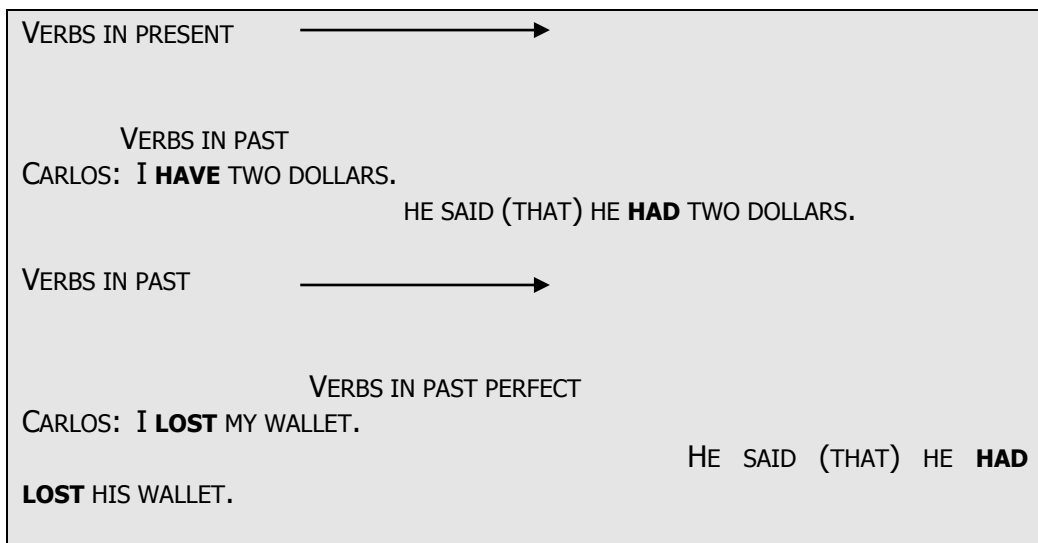 VERBS IN PRESENT
VERBS IN PAST
CARLOS: I HAVE TWO DOLLARS.
HE SAID (THAT) HE HAD TWO DOLLARS.
VERBS IN PAST
VERBS IN PAST PERFECT
CARLOS: I LOST MY WALLET.
HE SAID (THAT) HE HAD
LOST HIS WALLET.